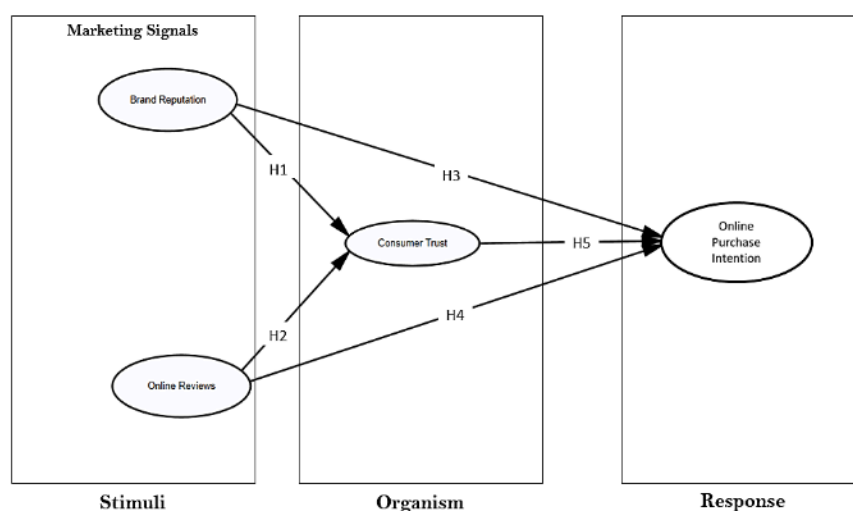 Marketing Signals
Brand Reputation
H1
H3
Consumer Trust
H5
Online
Purchase
Intention
H2
H4
Online Reviews
Stimuli
Organism
Response